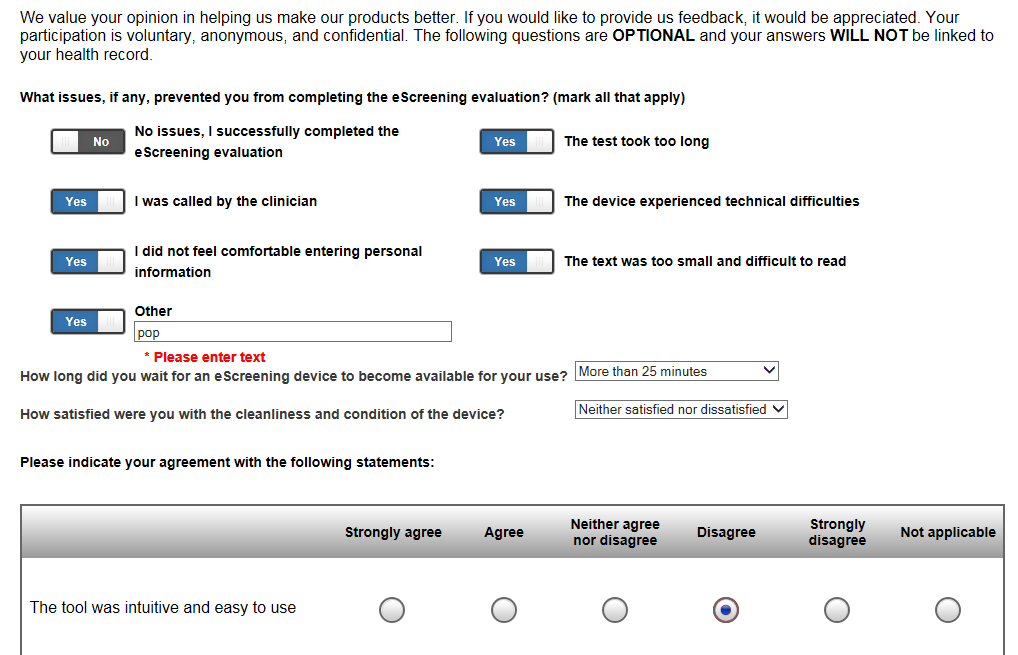 We value your opinion in helping us make our products better. If you would like to provide us feedback, it would be appreciated. Your
participation is voluntary, anonymous, and confidential. The following questions are OPTIONAL and your answers WILL NOT be linked to
your health record.
What issues, if any, prevented you from completing the eScreening evaluation? (mark all that apply)
No
No issues, I successfully completed the
eScreening evaluation
Yes
The test took too long
Yes
I was called by the clinician
Yes
The device experienced technical difficulties
Yes
I did not feel comfortable entering personal
information
Yes
The text was too small and difficult to read
Yes
Other
pop
* Please enter text
How long did you wait for an eScreening device to become available for your use?
More than 25 minutes
How satisfied were you with the cleanliness and condition of the device?
Neither satisfied nor dissatisfied
Please indicate your agreement with the following statements:
Strongly agree
Agree
Neither agree
nor disagree
Disagree
Strongly
disagree
Not applicable
The tool was intuitive and easy to use